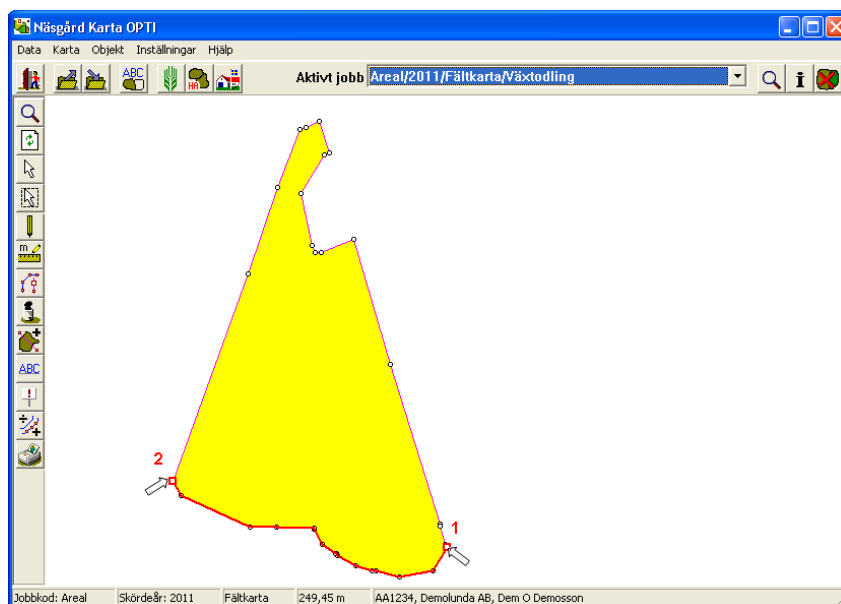 Näsgård Karta OPTI
Data Karta Objekt Inställningar Hjälp
ABC HA Aktivt jobb Areal/2011/Fältkarta/Växtodling i
m
ABC
2
1
Jobbkod: Areal Skördeår: 2011 Fältkarta 249,45 m AA1234, Demolunda AB, Dem O Demosson